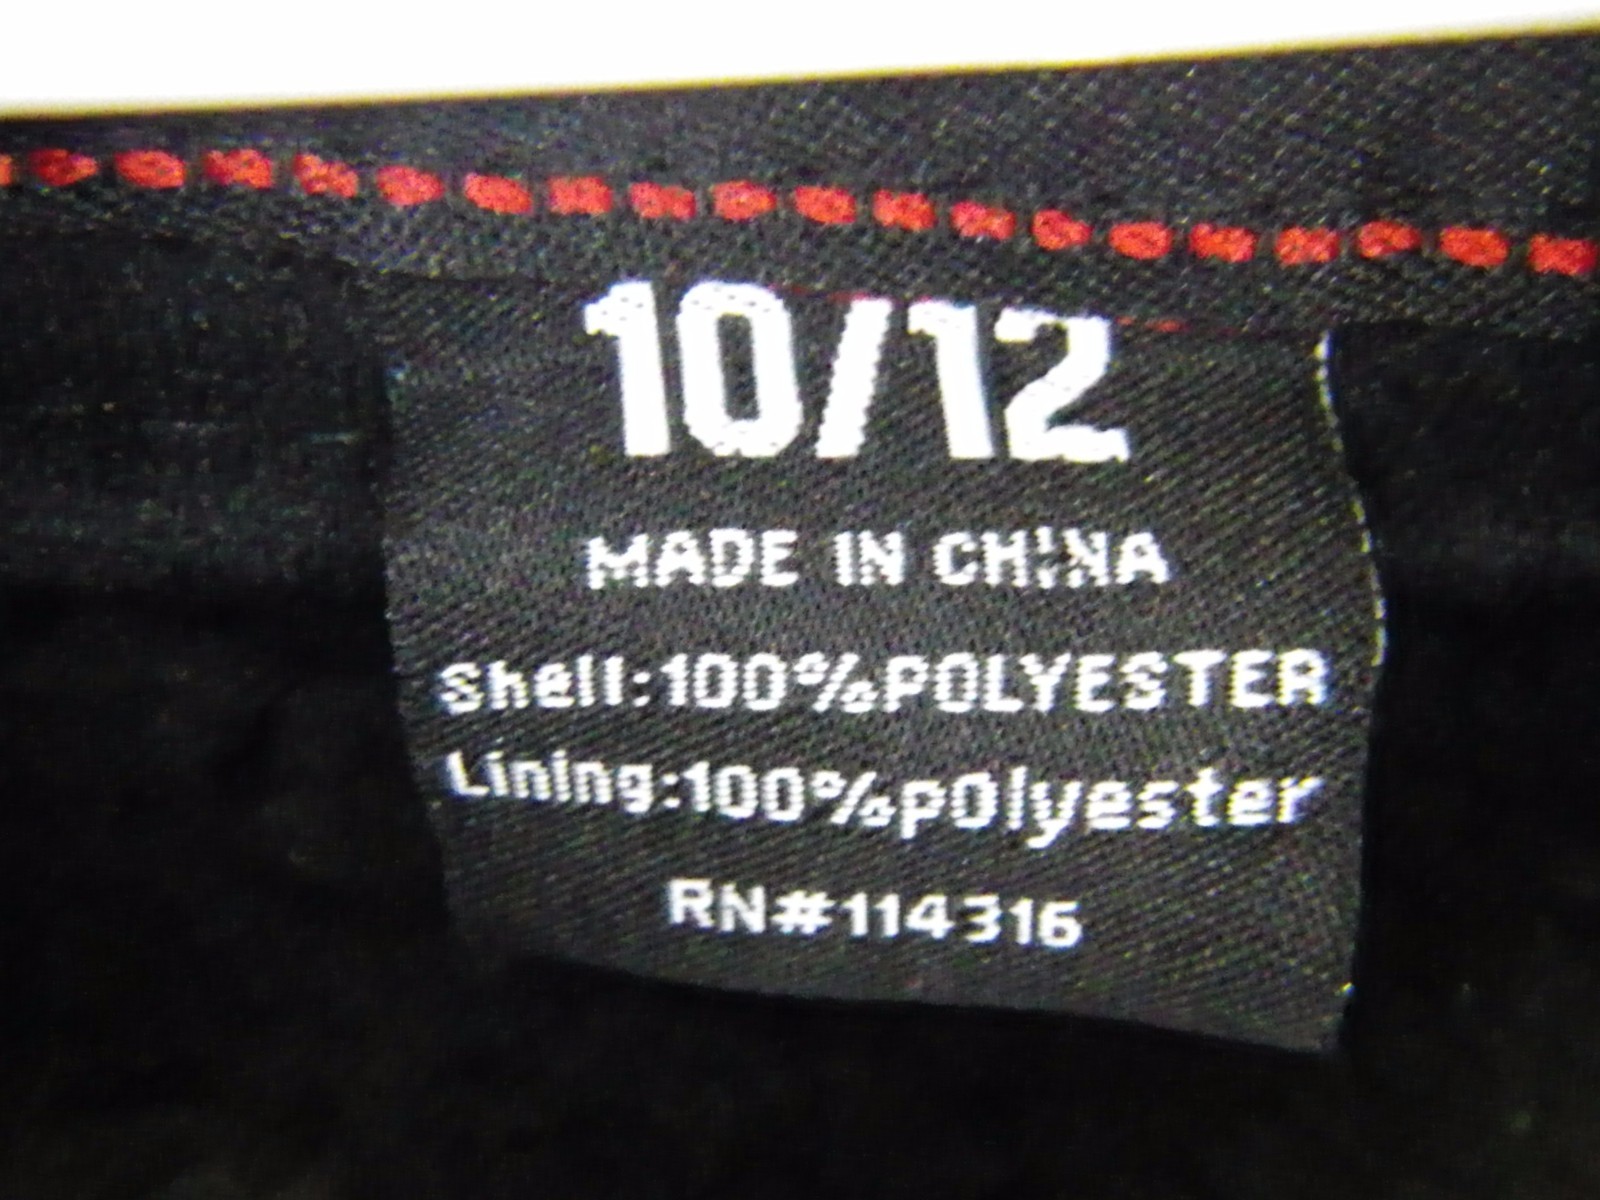 10/12
MADE IN CHINA
Shell:100%POLYESTER
Lining:100%pOlyester
RN#114316